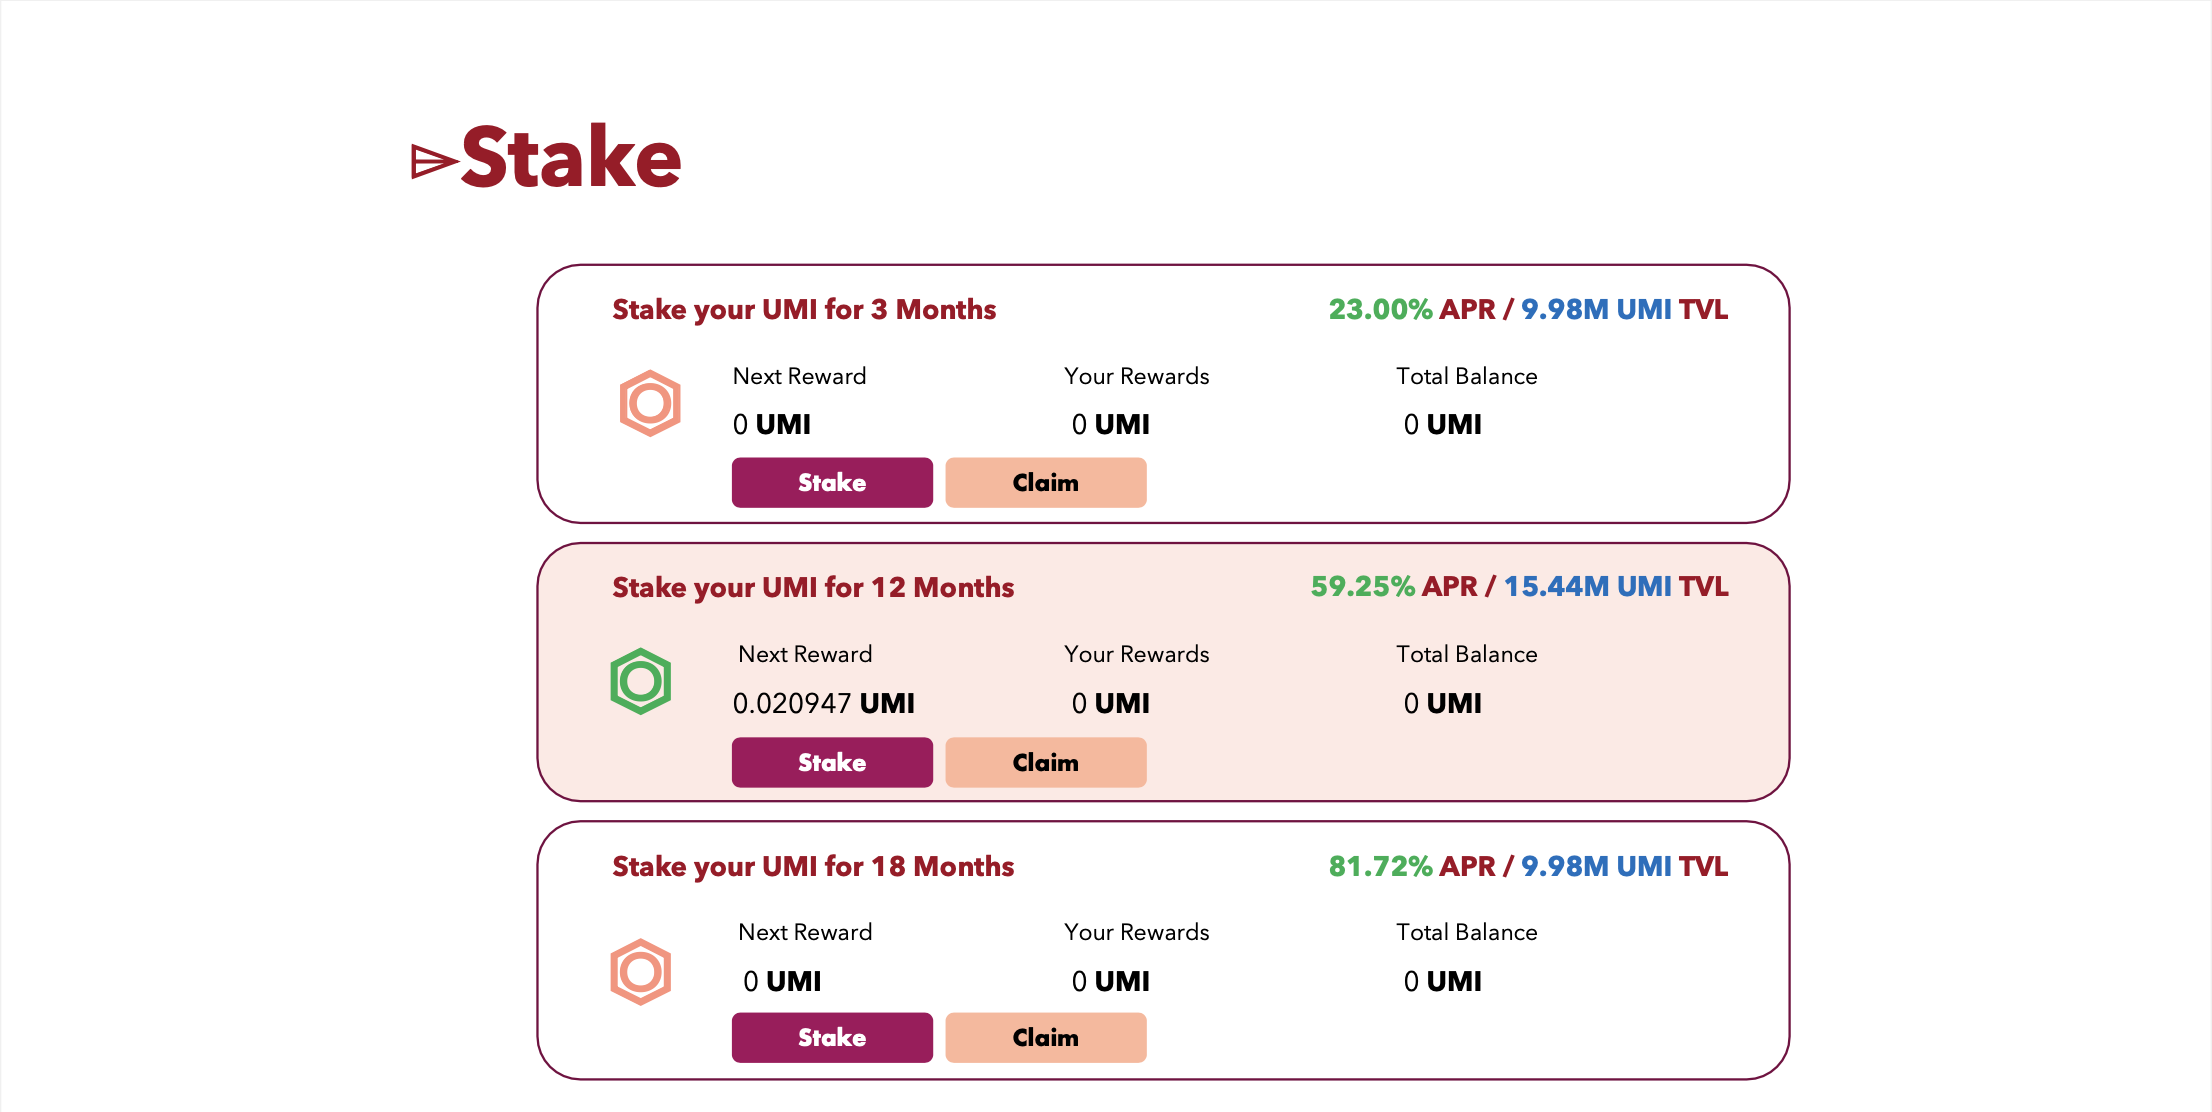 Stake
Stake your UMI for 3 Months
23.00% APR / 9.98M UMI TVL
Next Reward
Your Rewards
Total Balance
0 UMI
0 UMI
0 UMI
Stake
Claim
Stake your UMI for 12 Months
59.25% APR / 15.44M UMI TVL
Next Reward
Your Rewards
Total Balance
0.020947 UMI
0 UMI
0 UMI
Stake
Claim
Stake your UMI for 18 Months
81.72% APR / 9.98M UMI TVL
Next Reward
Your Rewards
Total Balance
0 UMI
0 UMI
0 UMI
Stake
Claim